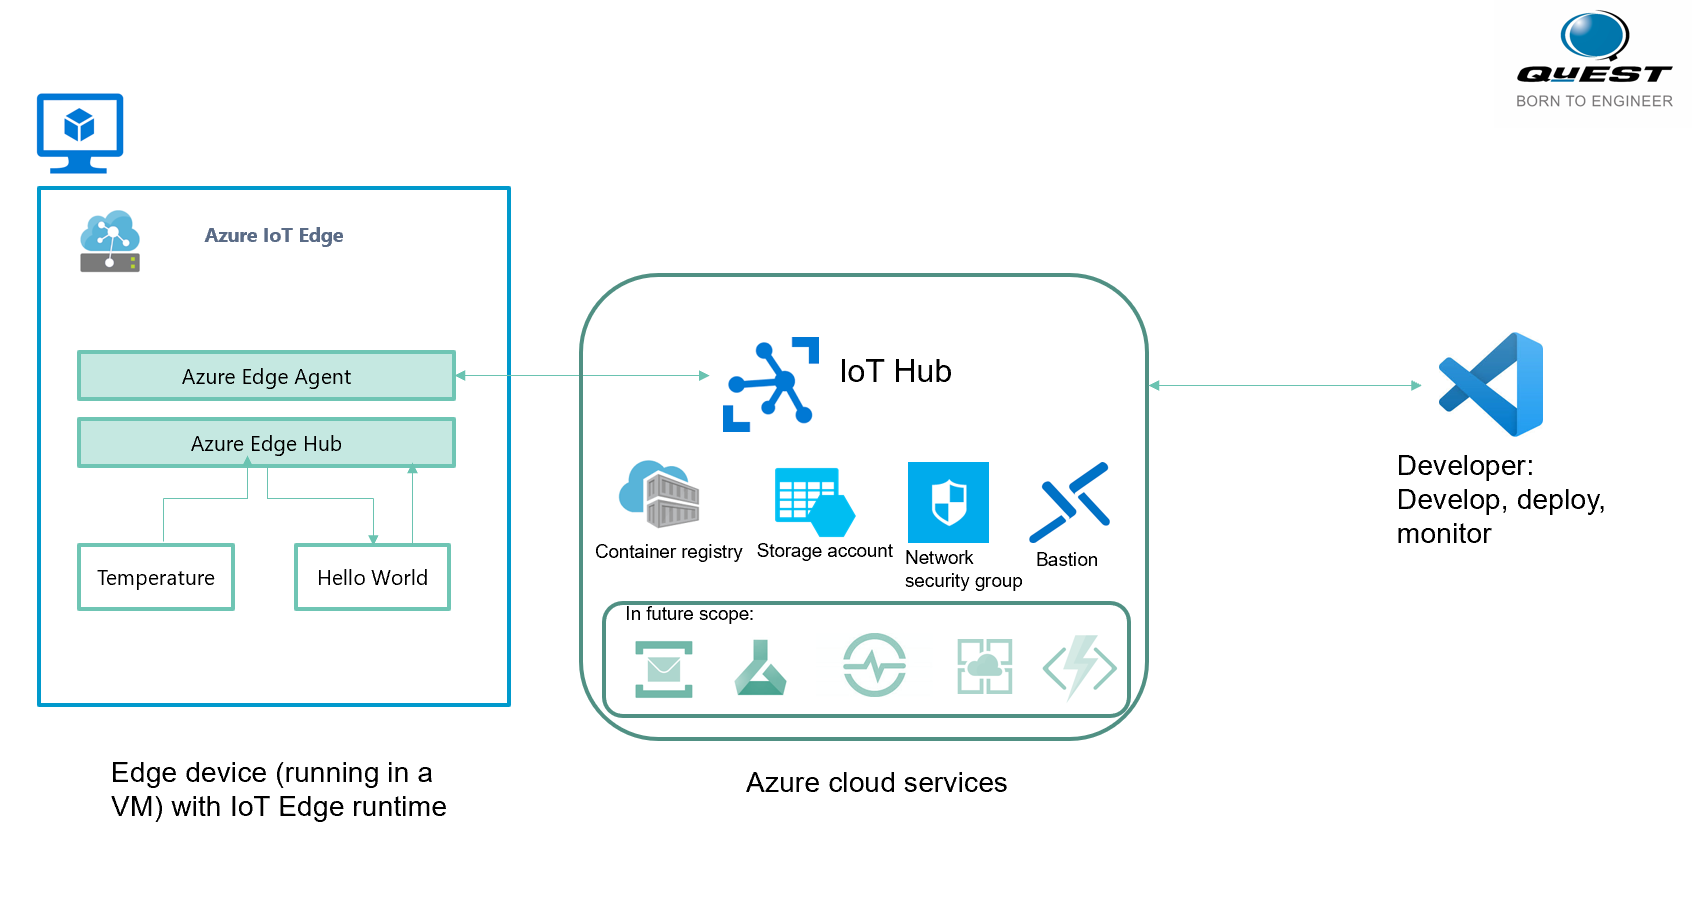 QuEST
BORN TO ENGINEER
Azure IoT Edge
Azure Edge Agent
Azure Edge Hub
Temperature
Hello World
Edge device (running in a
VM) with IoT Edge runtime
IoT Hub
Container registry
Storage account
Network
security group
Bastion
In future scope:
Azure cloud services
Developer:
Develop, deploy,
monitor